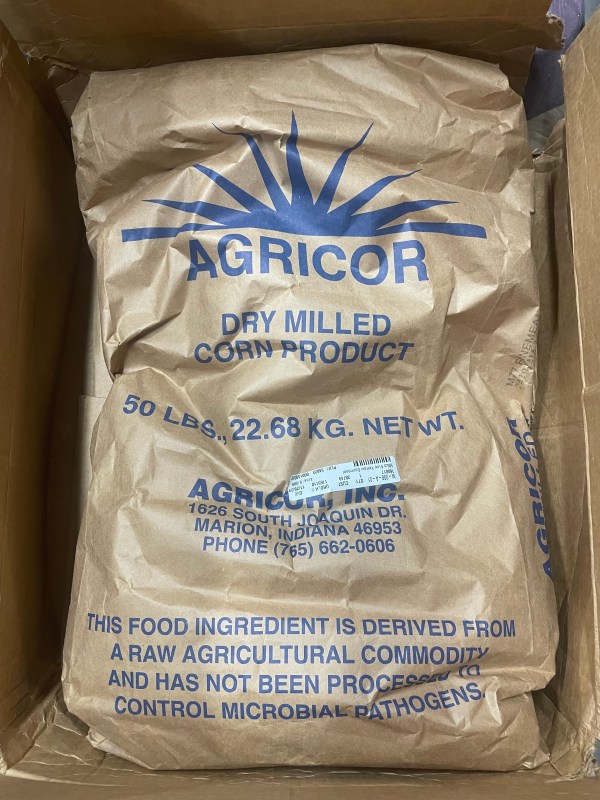 AGRICOR
DRY MILLED
CORN PRODUCT
50 LBS., 22.68 KG. NET WT.
AGRICOR, INC.
1626 SOUTH JOAQUIN DR.
MARION, INDIANA 46953
PHONE (765) 662-0606
THIS FOOD INGREDIENT IS DERIVED FROM
A RAW AGRICULTURAL COMMODITY
AND HAS NOT BEEN PROCESSED TO
CONTROL MICROBIAL PATHOGENS.
AGRICOR